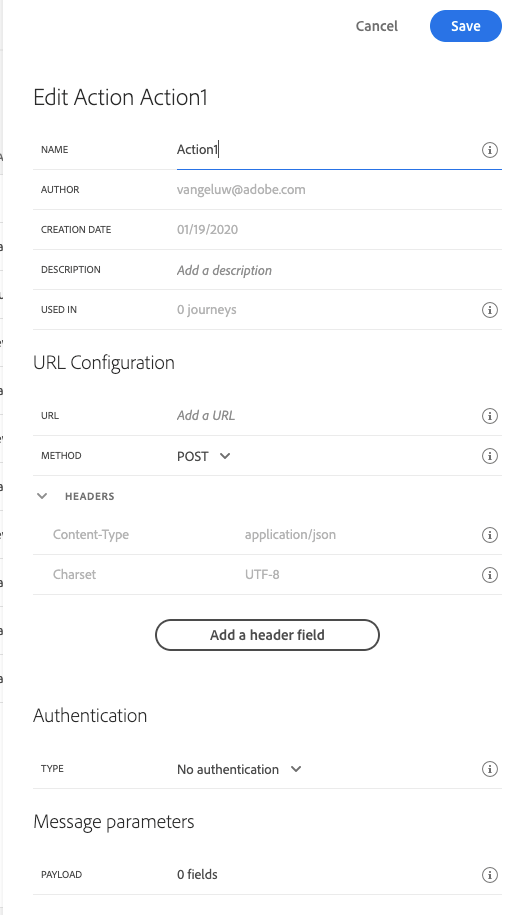 Cancel Save
Edit Action Action1
NAME Action1
AUTHOR vangeluw@adobe.com
CREATION DATE 01/19/2020
DESCRIPTION Add a description
USED IN 0 journeys
URL Configuration
URL Add a URL
METHOD POST
HEADERS
Content-Type application/json
Charset UTF-8
Add a header field
Authentication
TYPE No authentication
Message parameters
PAYLOAD 0 fields